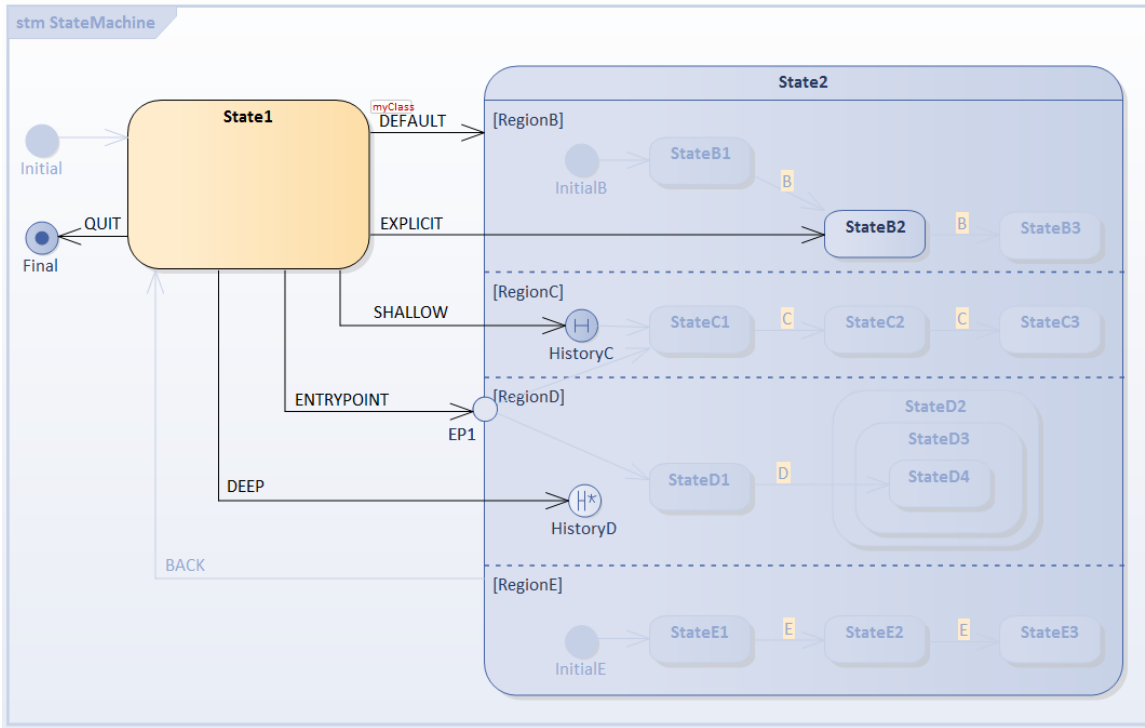 stm StateMachine
State2
State1
myClass
DEFAULT
[RegionB]
Initial
InitialB
StateB1
B
QUIT
EXPLICIT
StateB2
B
StateB3
Final
[RegionC]
SHALLOW
HistoryC
StateC1
C
StateC2
C
StateC3
ENTRYPOINT
EP1
[RegionD]
StateD2
StateD3
StateD1
D
StateD4
DEEP
HistoryD
BACK
[RegionE]
InitialE
StateE1
E
StateE2
E
StateE3